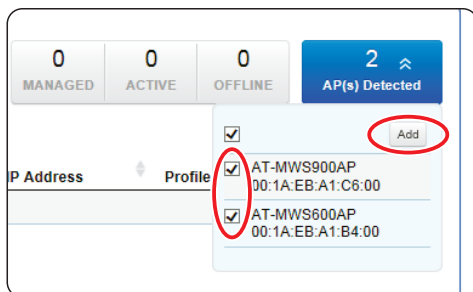 0 0 0 2
MANAGED ACTIVE OFFLINE AP(s) Detected
Add
AT-MWS900AP
IP Address Profile 00:1A:EB:A1:C6:00
AT-MWS600AP
00:1A:EB:A1:B4:00